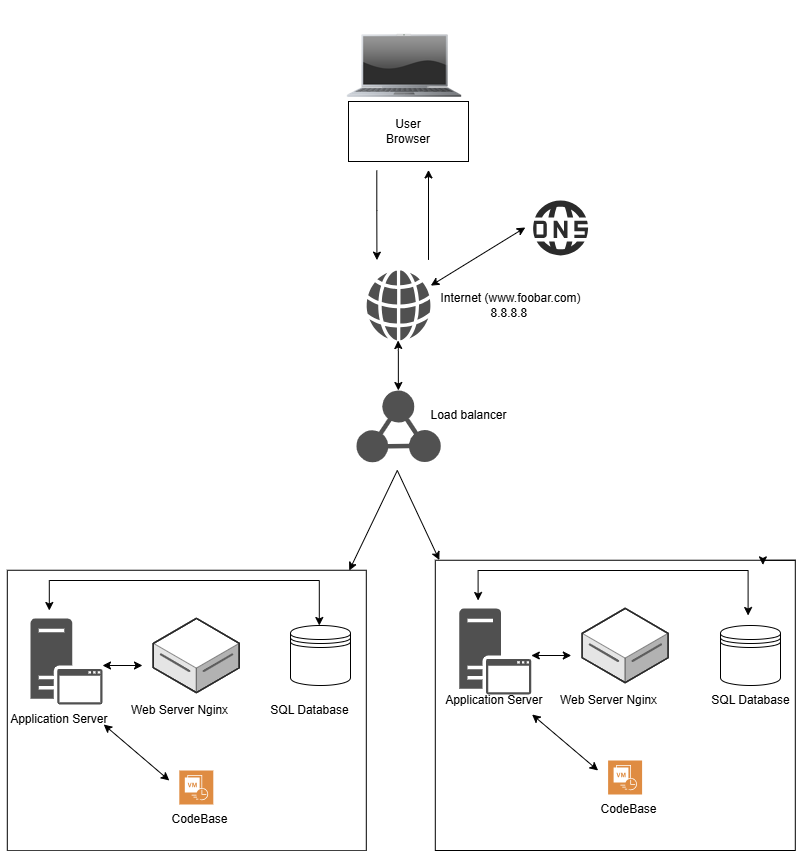 User
Browser
DNS
Internet (www.foobar.com)
8.8.8.8
Load balancer
Application Server
Web Server Nginx
SQL Database
VM
CodeBase
Application Server
Web Server Nginx
SQL Database
VM
CodeBase